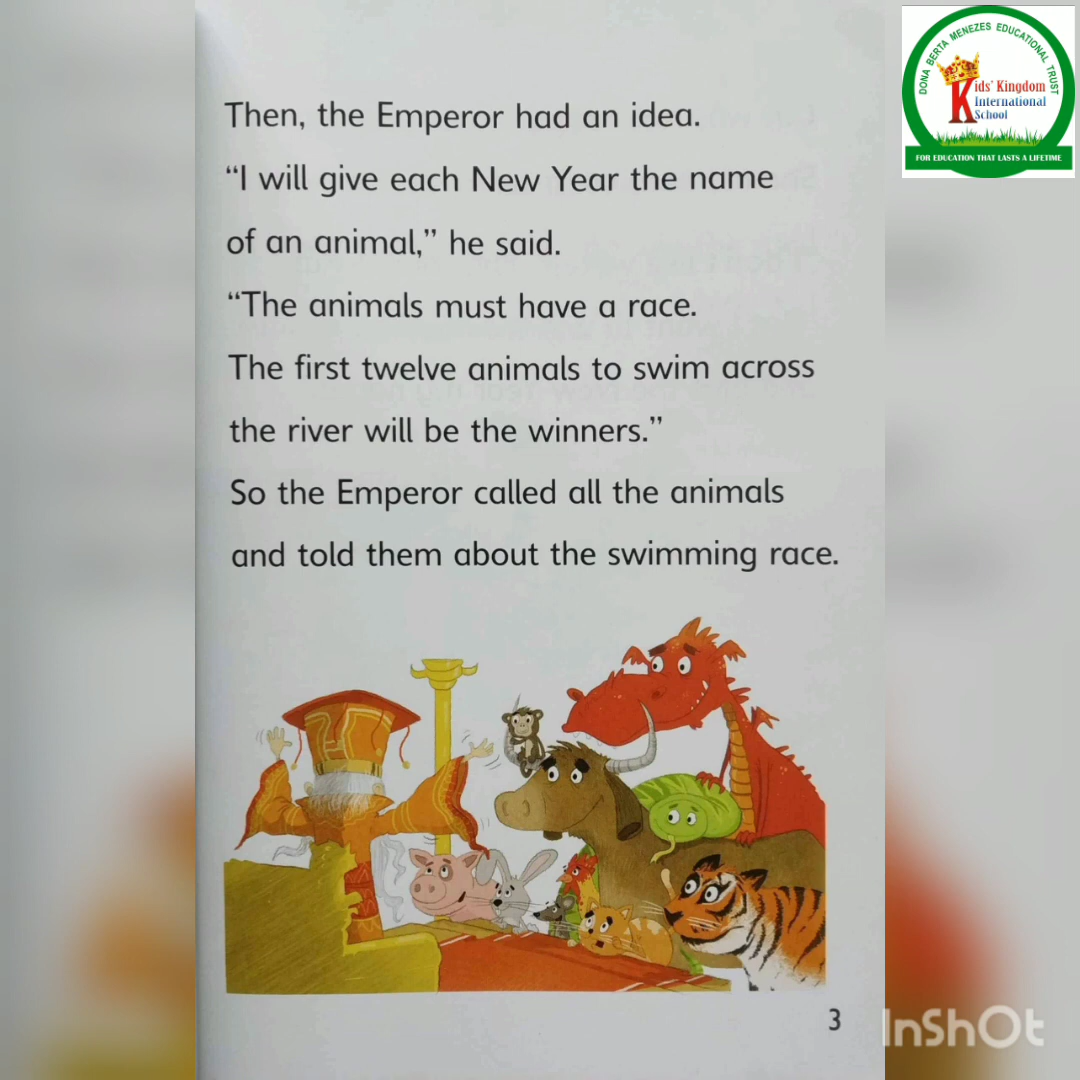 Then, the Emperor had an idea.
“I will give each New Year the name
of an animal,” he said.
“The animals must have a race.
The first twelve animals to swim across
the river will be the winners.”
So the Emperor called all the animals
and told them about the swimming race.
3
DONA BERTA MENEZES EDUCATIONAL TRUST
Kids' Kingdom
International
School
FOR EDUCATION THAT LASTS A LIFETIME
InShOt